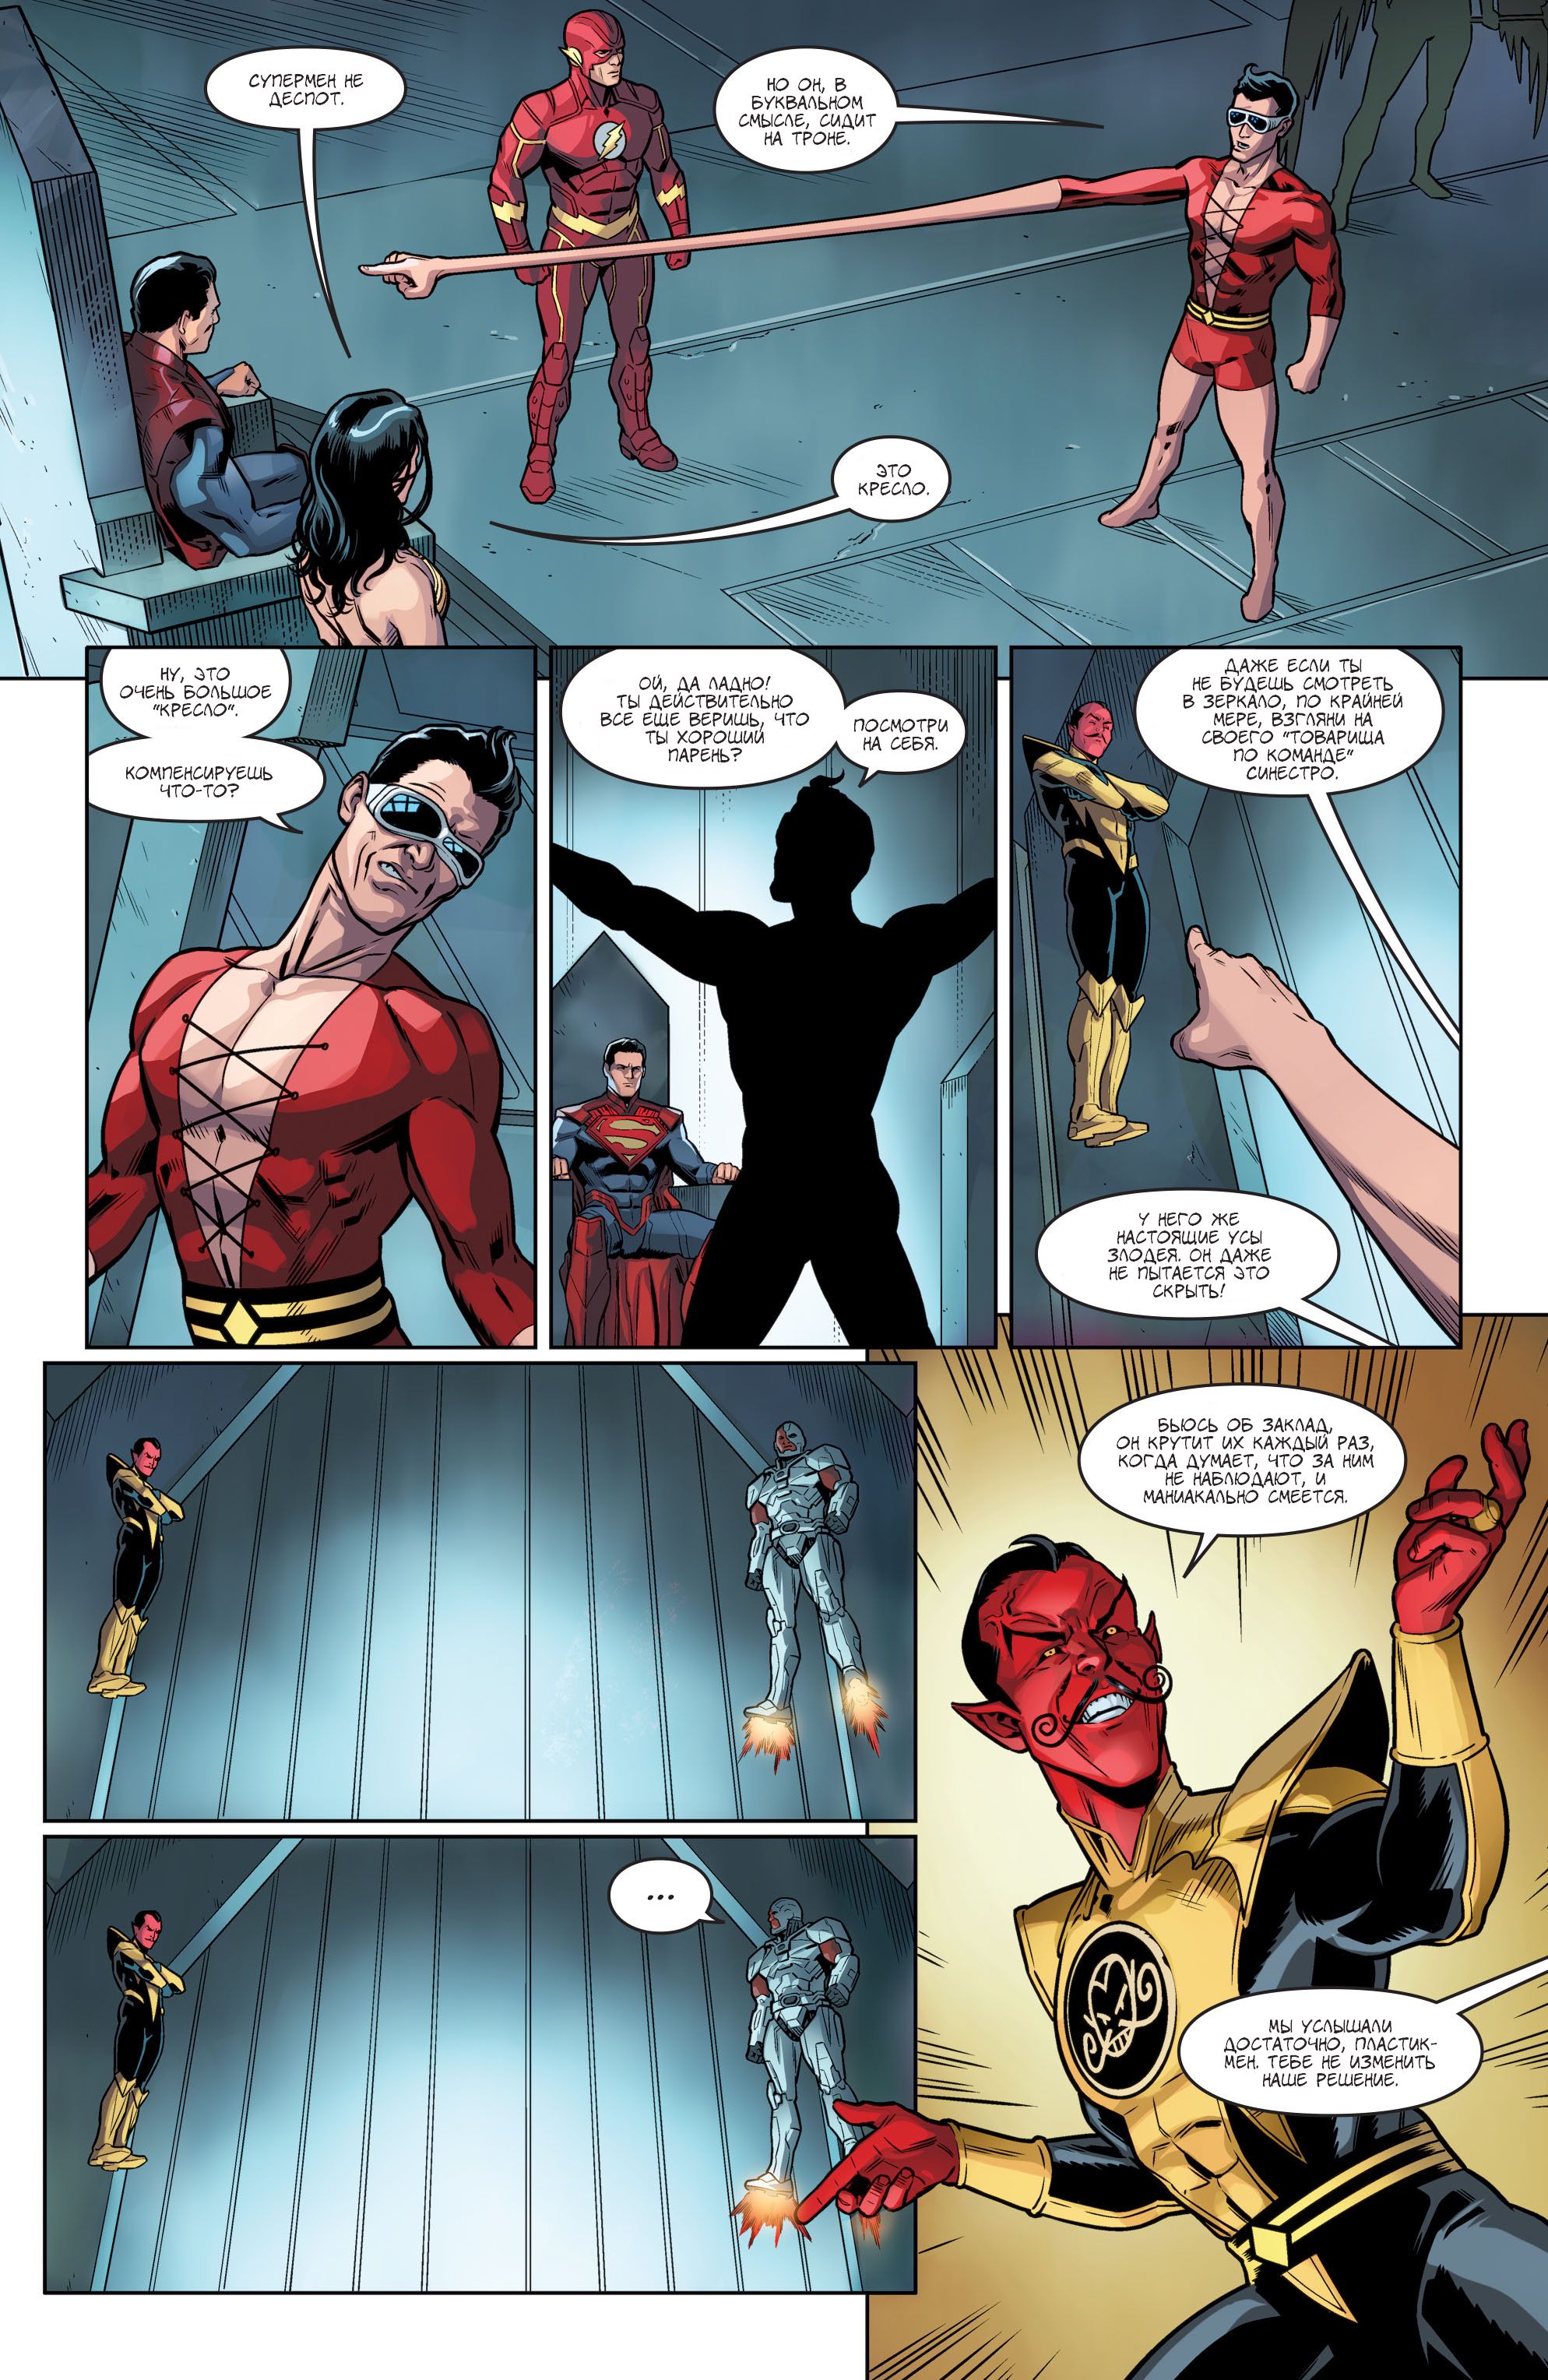 СУПЕРМЕН НЕ
ДЕСПОТ.
НО ОН, В
БУКВАЛЬНОМ
СМЫСЛЕ, СИДИТ
НА ТРОНЕ.
ЭТО
КРЕСЛО.
НУ, ЭТО
ОЧЕНЬ БОЛЬШОЕ
"КРЕСЛО".
КОМПЕНСИРУЕШЬ
ЧТО-ТО?
ОЙ, ДА ЛАДНО!
ТЫ ДЕЙСТВИТЕЛЬНО
ВСЕ ЕЩЕ ВЕРИШЬ, ЧТО
ТЫ ХОРОШИЙ
ПАРЕНЬ?
ПОСМОТРИ
НА СЕБЯ.
ДАЖЕ ЕСЛИ ТЫ
НЕ БУДЕШЬ СМОТРЕТЬ
В ЗЕРКАЛО, ПО КРАЙНЕЙ
МЕРЕ, ВЗГЛЯНИ НА
СВОЕГО "ТОВАРИЩА
ПО КОМАНДЕ"
СИНЕСТРО.
У НЕГО ЖЕ
НАСТОЯЩИЕ УСЫ
ЗЛОДЕЯ. ОН ДАЖЕ
НЕ ПЫТАЕТСЯ ЭТО
СКРЫТЬ!
...
БЬЮСЬ ОБ ЗАКЛАД,
ОН КРУТИТ ИХ КАЖДЫЙ РАЗ,
КОГДА ДУМАЕТ, ЧТО ЗА НИМ
НЕ НАБЛЮДАЮТ, И
МАНИАКАЛЬНО СМЕЕТСЯ.
МЫ УСЛЫШАЛИ
ДОСТАТОЧНО, ПЛАСТИК-
МЕН. ТЕБЕ НЕ ИЗМЕНИТЬ
НАШЕ РЕШЕНИЕ.